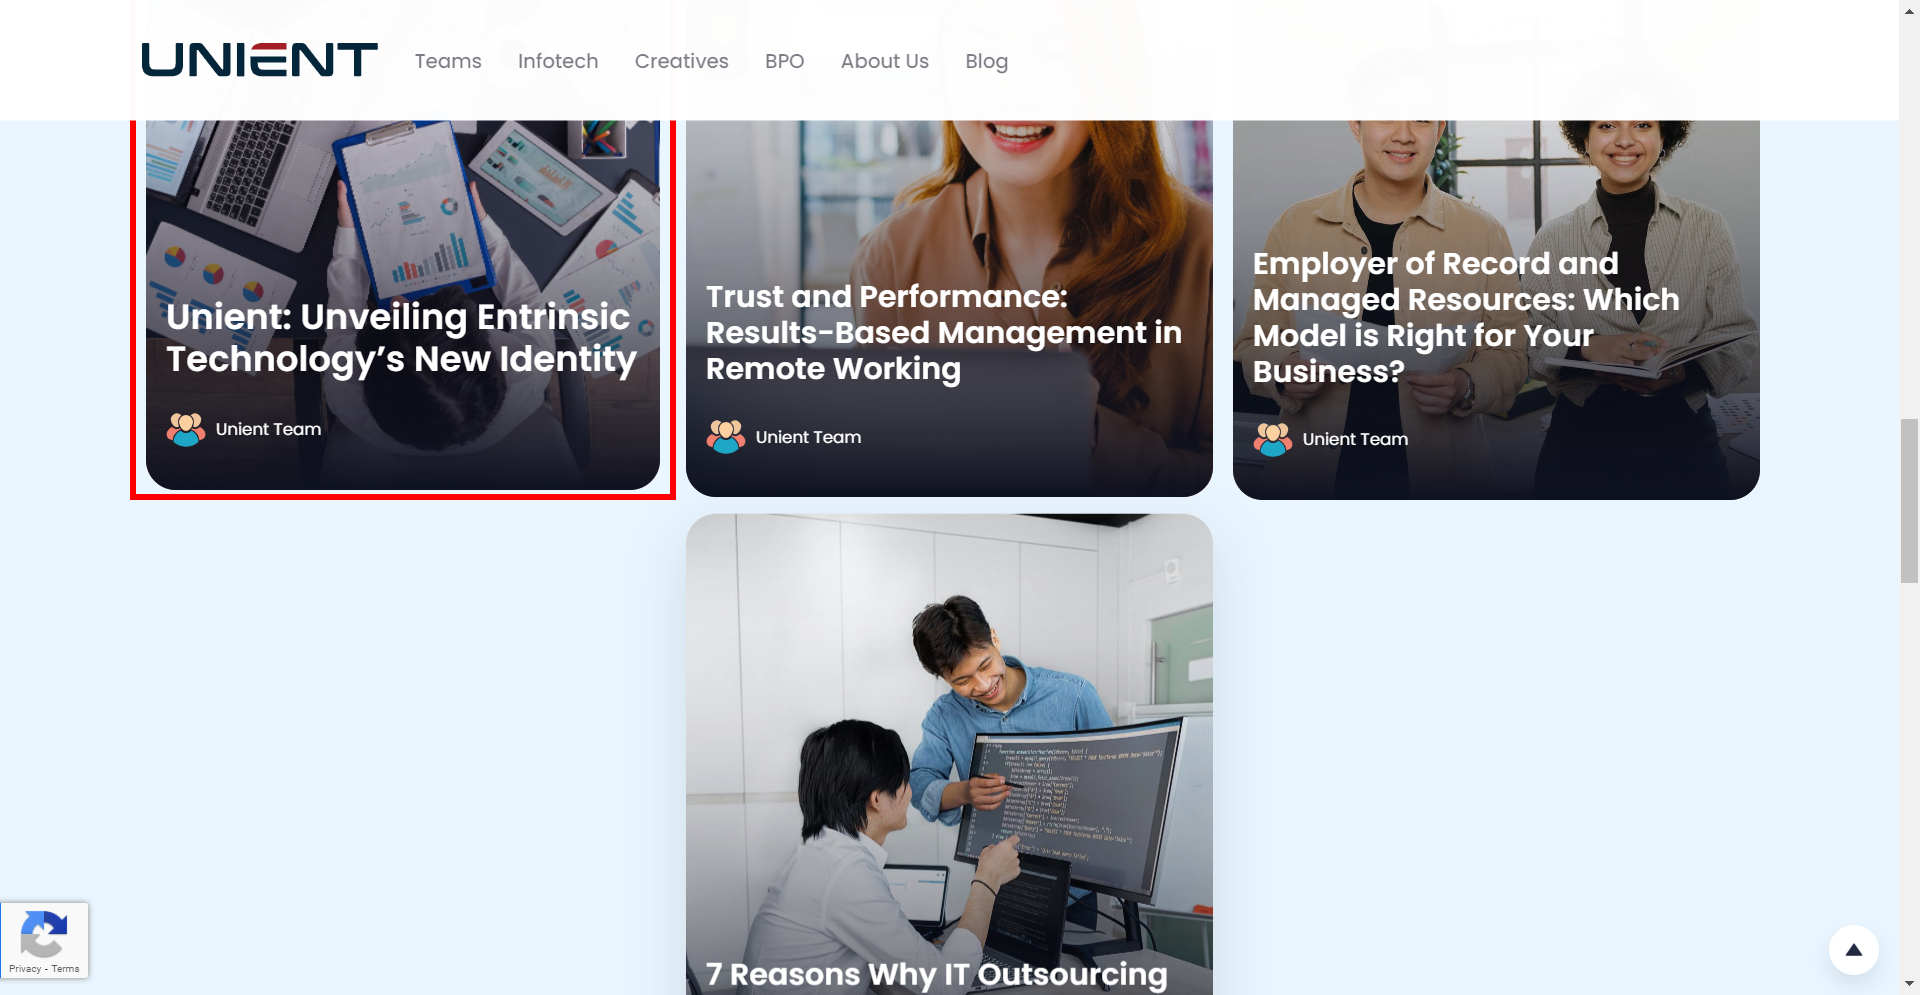 UNIENT
Teams
Infotech
Creatives
BPO
About Us
Blog
Unient: Unveiling Entrinsic
Technology’s New Identity
Unient Team
Trust and Performance:
Results-Based Management in
Remote Working
Unient Team
Employer of Record and
Managed Resources: Which
Model is Right for Your
Business?
Unient Team
7 Reasons Why IT Outsourcing
Privacy - Terms